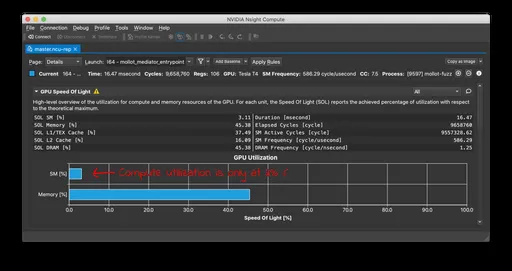 NVIDIA Nsight Compute
File Connection Debug Profile Tools Window Help
Connect Disconnect Terminate Profile Kernel
master.ncu-rep
Page: Details Launch: 164 - mollot_mediator_entrypoint Add Baseline Apply Rules Copy as Image
Current 164 - ... Time: 16.47 msecond Cycles: 9,658,760 Regs: 106 GPU: Tesla T4 SM Frequency: 586.29 cycle/usecond CC: 7.5 Process: [9597] mollot-fuzz
GPU Speed Of Light All
High-level overview of the utilization for compute and memory resources of the GPU. For each unit, the Speed Of Light (SOL) reports the achieved percentage of utilization with respect
to the theoretical maximum.
SOL SM [%] 3.11 Duration [msecond] 16.47
SOL Memory [%] 45.38 Elapsed Cycles [cycle] 9658760
SOL L1/TEX Cache [%] 37.49 SM Active Cycles [cycle] 9557328.62
SOL L2 Cache [%] 16.09 SM Frequency [cycle/usecond] 586.29
SOL DRAM [%] 45.38 DRAM Frequency [cycle/nsecond] 1.25
GPU Utilization
SM [%] Compute utilization is only at
Memory [%]
0.0 10.0 20.0 30.0 40.0 50.0 60.0 70.0 80.0 90.0 100.0
Speed Of Light [%]